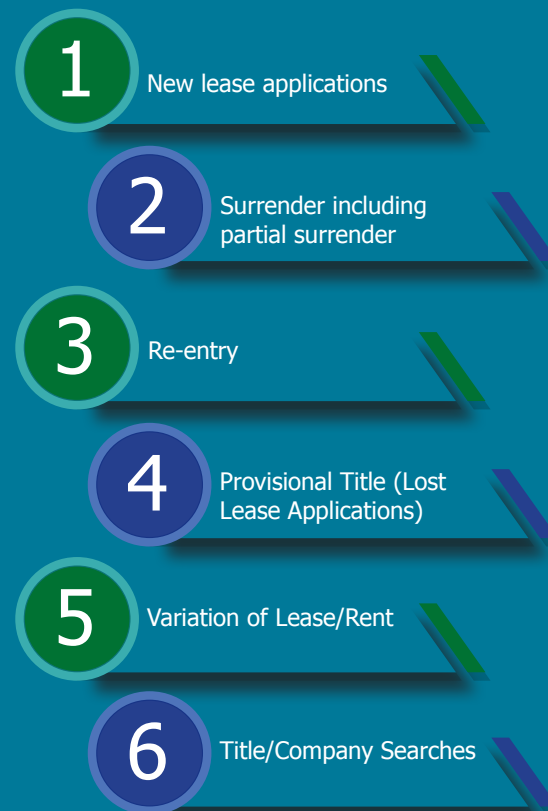 1
New lease applications
2
Surrender including
partial surrender
3
Re-entry
4
Provisional Title (Lost
Lease Applications)
5
Variation of Lease/Rent
6
Title/Company Searches